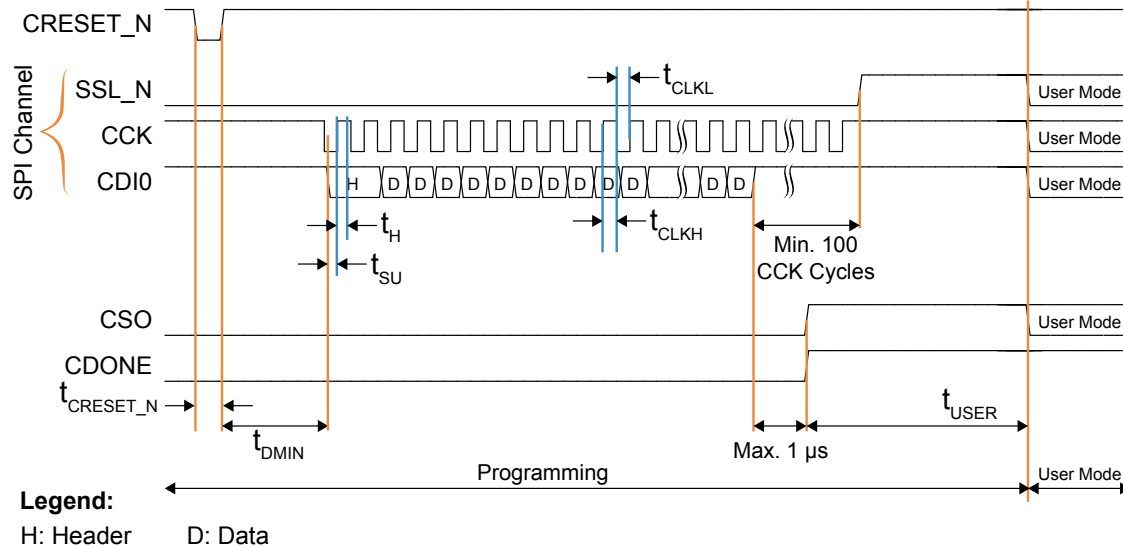 CRESET_N
SPI Channel
SSL_N
t_CLKL
User Mode
CCK
User Mode
CDI0
H D D D D D D D D D D D D
User Mode
t_H
t_CLKH
Min. 100
CCK Cycles
t_SU
CSO
User Mode
CDONE
t_CRESET_N
t_USER
t_DMIN
Max. 1 µs
Programming
User Mode
Legend:
H: Header D: Data